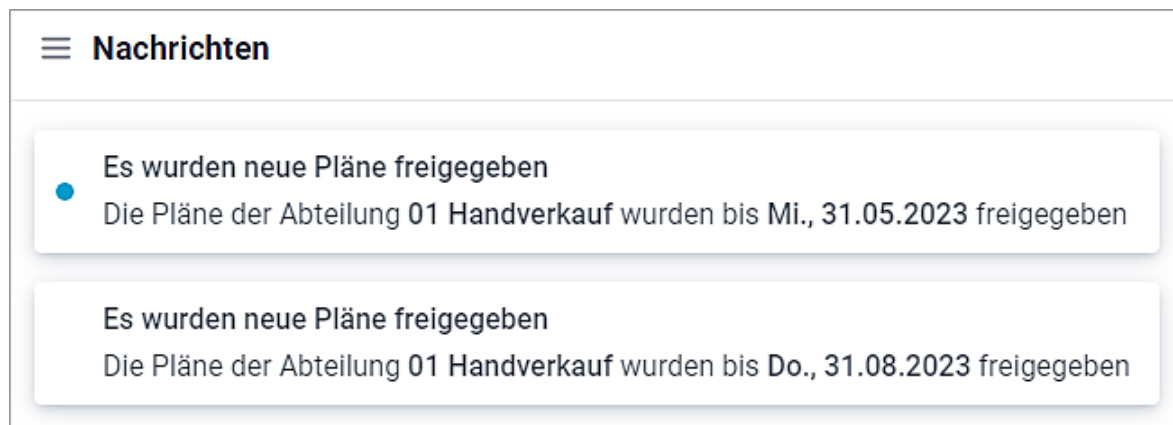 Nachrichten
Es wurden neue Pläne freigegeben
Die Pläne der Abteilung 01 Handverkauf wurden bis Mi., 31.05.2023 freigegeben
Es wurden neue Pläne freigegeben
Die Pläne der Abteilung 01 Handverkauf wurden bis Do., 31.08.2023 freigegeben